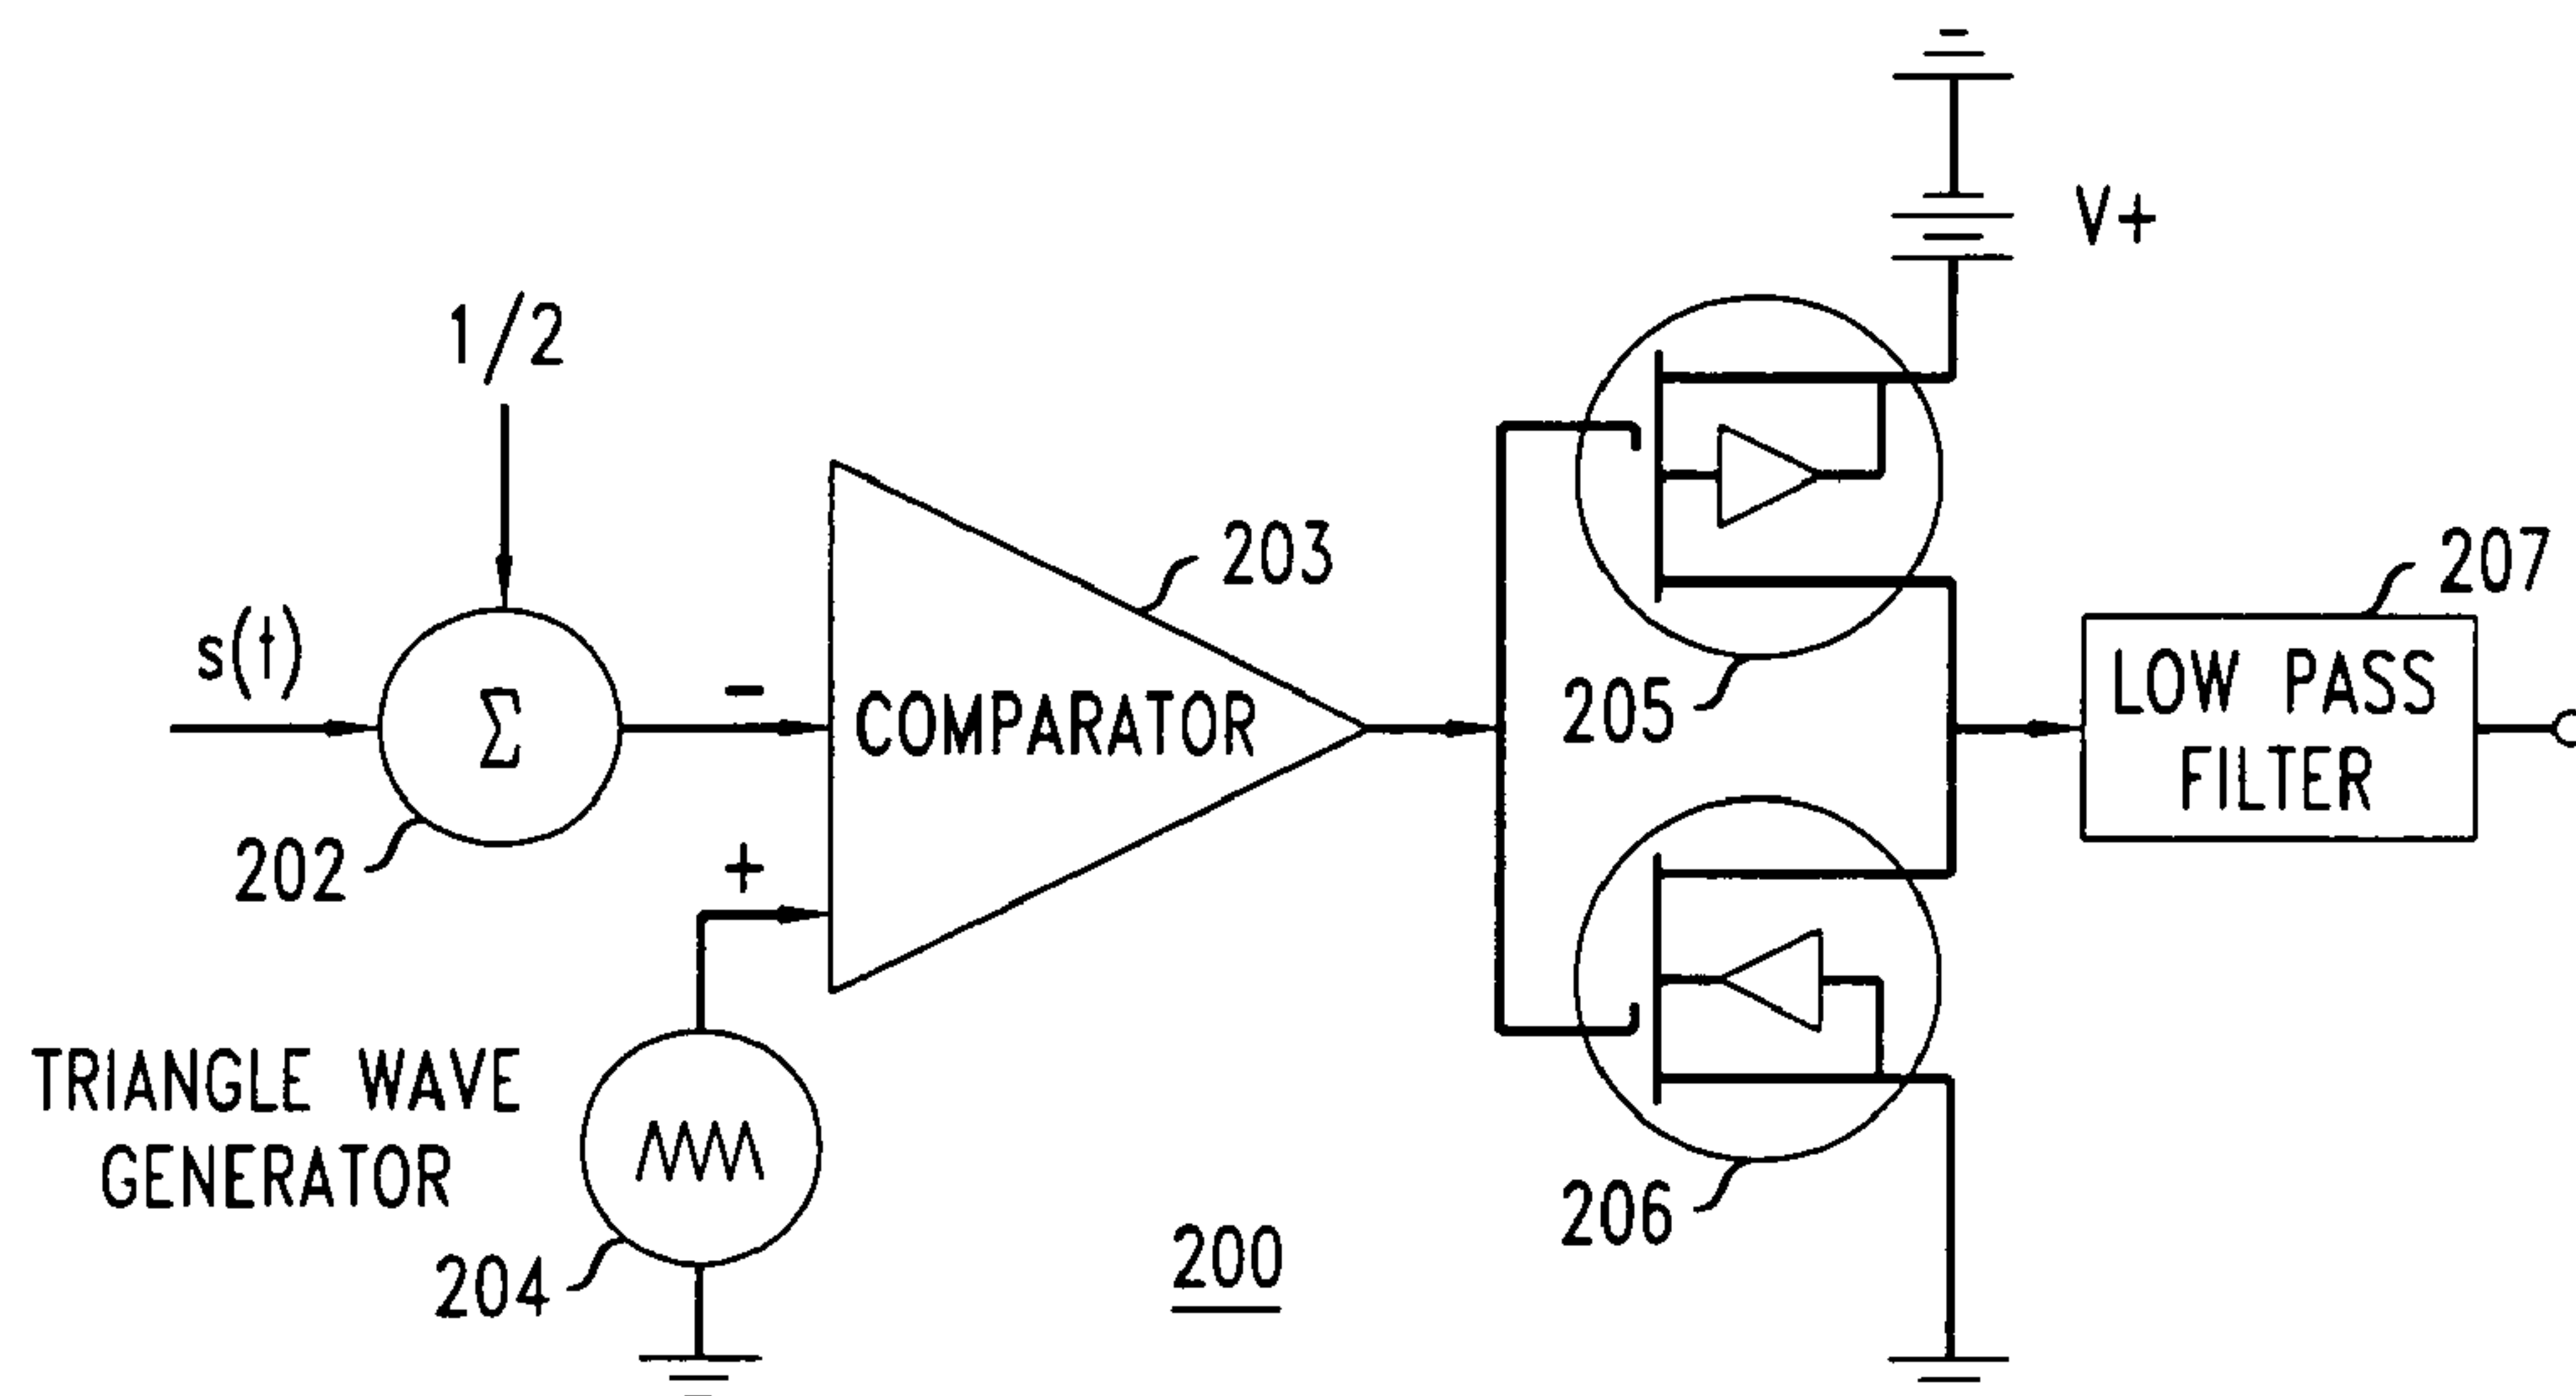 V+
1/2
203
s(t)
Σ
-
COMPARATOR
205
207
LOW PASS
FILTER
202
+
TRIANGLE WAVE
GENERATOR
204
206
200